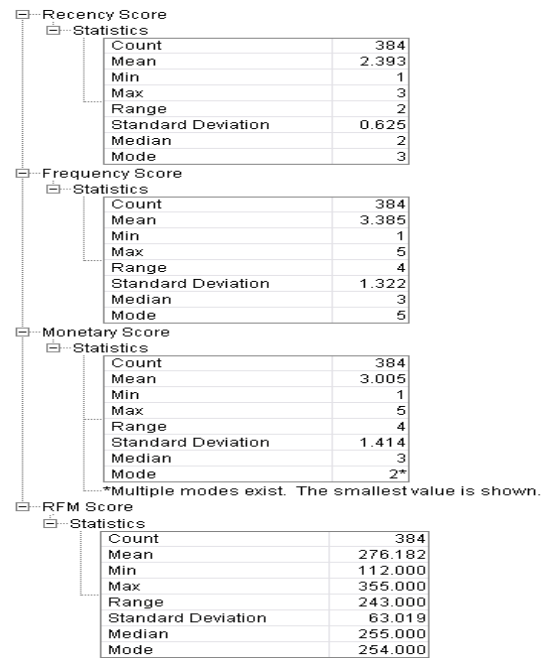 Recency Score
Statistics
Count 384
Mean 2.393
Min 1
Max 3
Range 2
Standard Deviation 0.625
Median 2
Mode 3
Frequency Score
Statistics
Count 384
Mean 3.385
Min 1
Max 5
Range 4
Standard Deviation 1.322
Median 3
Mode 5
Monetary Score
Statistics
Count 384
Mean 3.005
Min 1
Max 5
Range 4
Standard Deviation 1.414
Median 3
Mode 2*
*Multiple modes exist. The smallest value is shown.
RFM Score
Statistics
Count 384
Mean 276.182
Min 112.000
Max 355.000
Range 243.000
Standard Deviation 63.019
Median 255.000
Mode 254.000